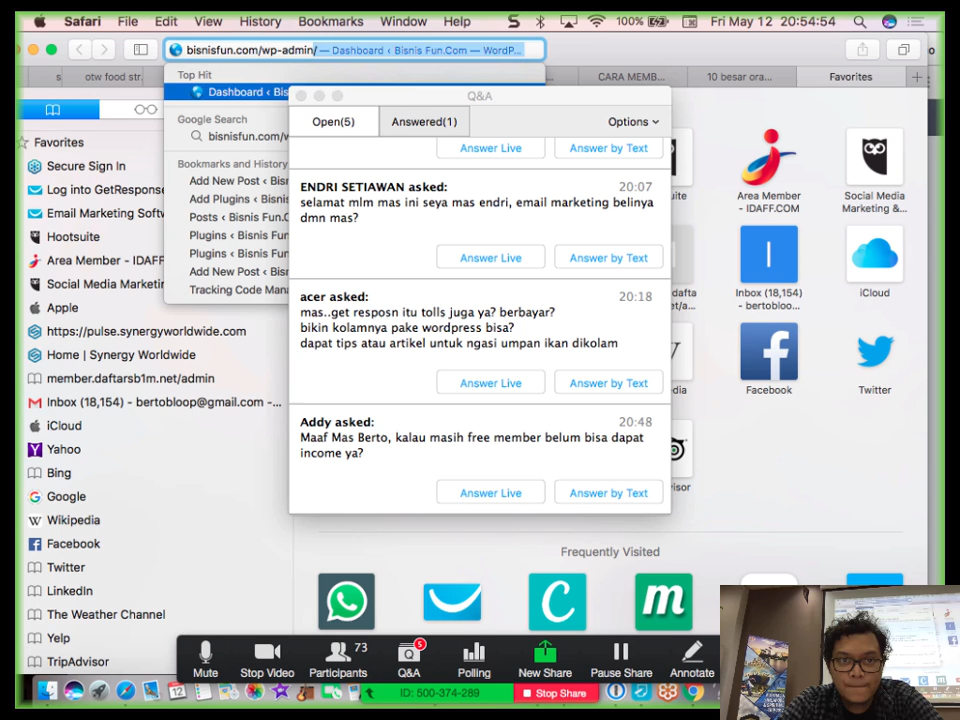 Safari File Edit View History Bookmarks Window Help 100% Fri May 12 20:54:54
bisnisfun.com/wp-admin/ — Dashboard ‹ Bisnis Fun.Com — WordP...
s otw food str. CARA MEMB... 10 besar ora... Favorites +
Top Hit
Dashboard ‹ Bis
Google Search
bisnisfun.com/w
Bookmarks and History
Add New Post ‹ Bis
Add Plugins ‹ Bisnis
Posts ‹ Bisnis Fun.C
Plugins ‹ Bisnis Fun
Plugins ‹ Bisnis Fun
Add New Post ‹ Bis
Tracking Code Mana
Favorites
Secure Sign In
Log into GetResponse
Email Marketing Softw
Hootsuite
Area Member - IDAFF
Social Media Marketin
Apple
https://pulse.synergyworldwide.com
Home | Synergy Worldwide
member.daftarsb1m.net/admin
Inbox (18,154) - bertobloop@gmail.com -...
iCloud
Yahoo
Bing
Google
Wikipedia
Facebook
Twitter
LinkedIn
The Weather Channel
Yelp
TripAdvisor
Q&A
Open(5) Answered(1) Options
Answer Live Answer by Text
ENDRI SETIAWAN asked: 20:07
selamat mlm mas ini seya mas endri, email marketing belinya
dmn mas?
Answer Live Answer by Text
acer asked: 20:18
mas..get resposn itu tolls juga ya? berbayar?
bikin kolamnya pake wordpress bisa?
dapat tips atau artikel untuk ngasi umpan ikan dikolam
Answer Live Answer by Text
Addy asked: 20:48
Maaf Mas Berto, kalau masih free member belum bisa dapat
income ya?
Answer Live Answer by Text
Area Member
- IDAFF.COM
Social Media
Marketing &...
I
Inbox (18,154)
- bertobloop...
iCloud
Facebook
Twitter
Frequently Visited
Mute Stop Video 73 Participants 5 Q&A Polling New Share Pause Share Annotate
ID: 500-374-289 Stop Share